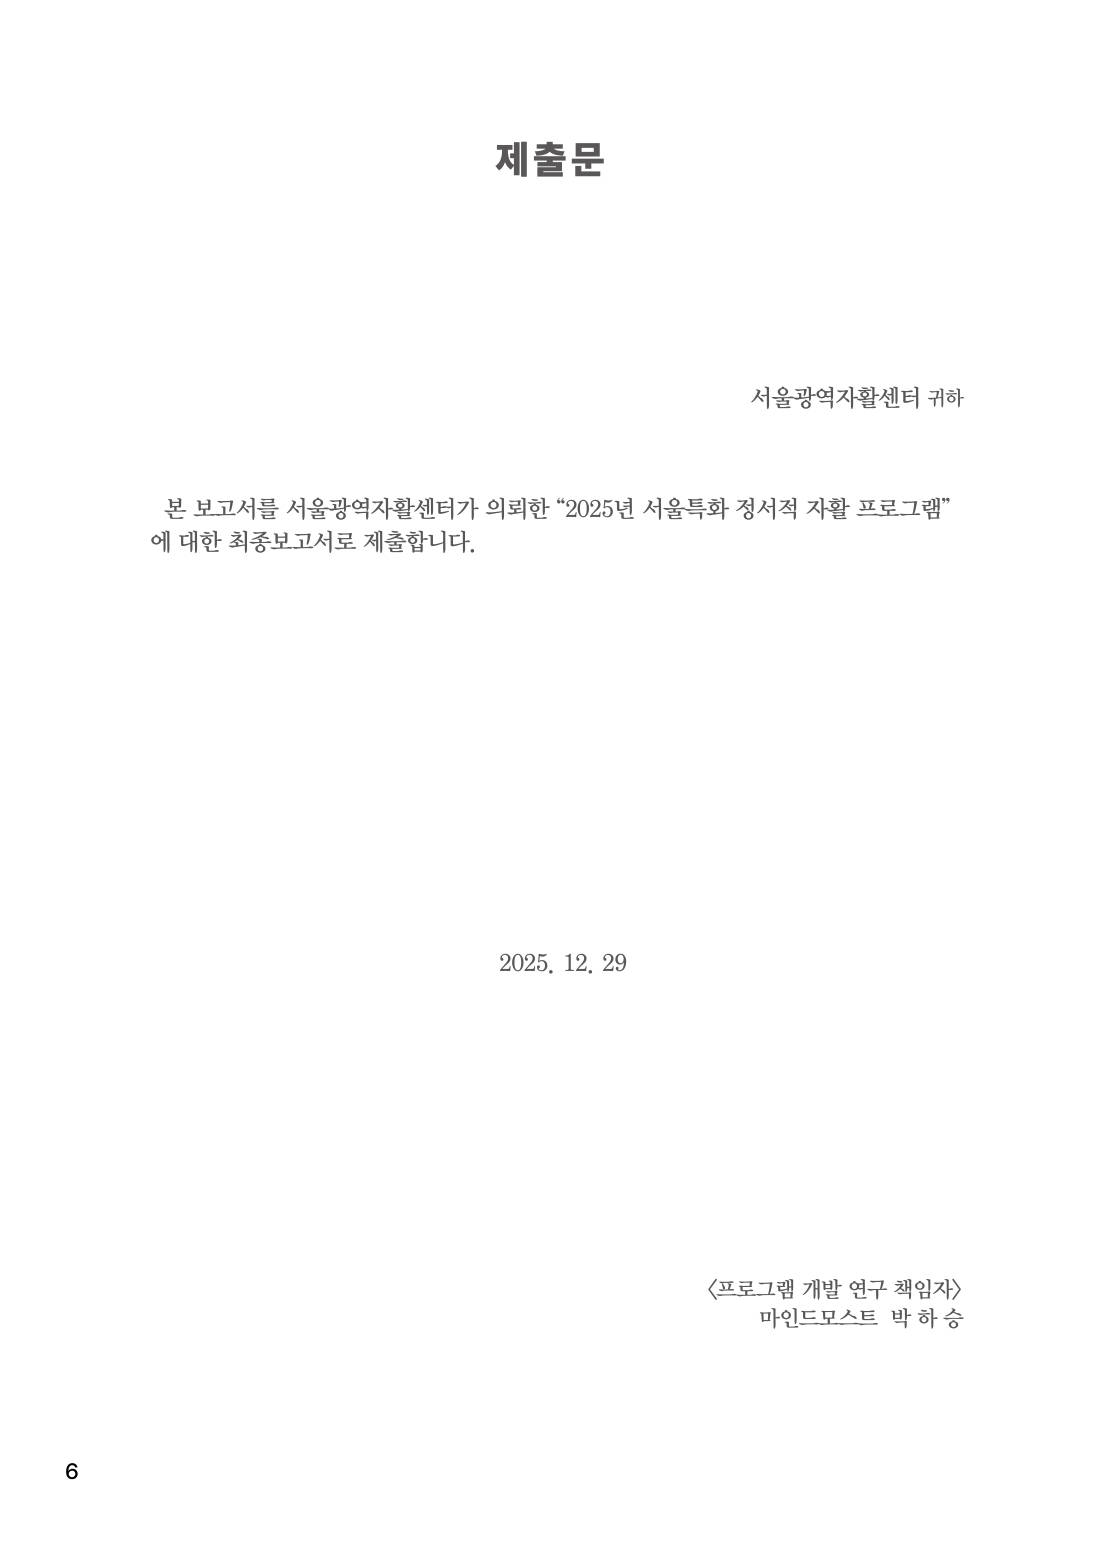 제출문
서울광역자활센터 귀하
본 보고서를 서울광역자활센터가 의뢰한 “2025년 서울특화 정서적 자활 프로그램”
에 대한 최종보고서로 제출합니다.
2025. 12. 29
〈프로그램 개발 연구 책임자〉
마인드모스트 박 하 승
6